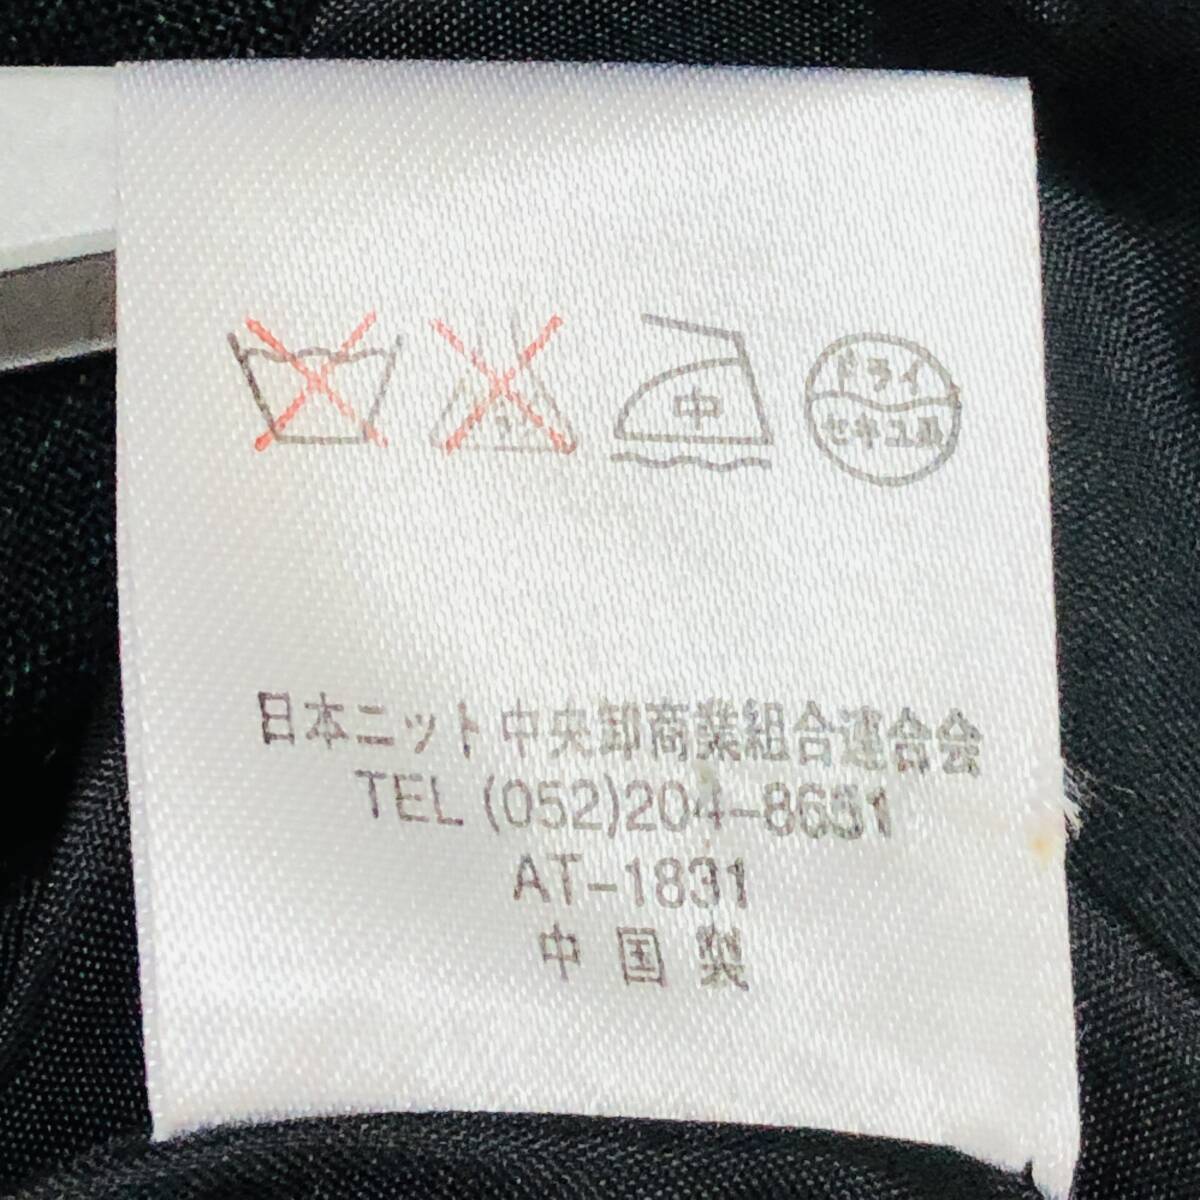 中 ドライ
セキユ系
日本ニット中央卸商業組合連合会
TEL (052)204-8631
AT-1831
中国製